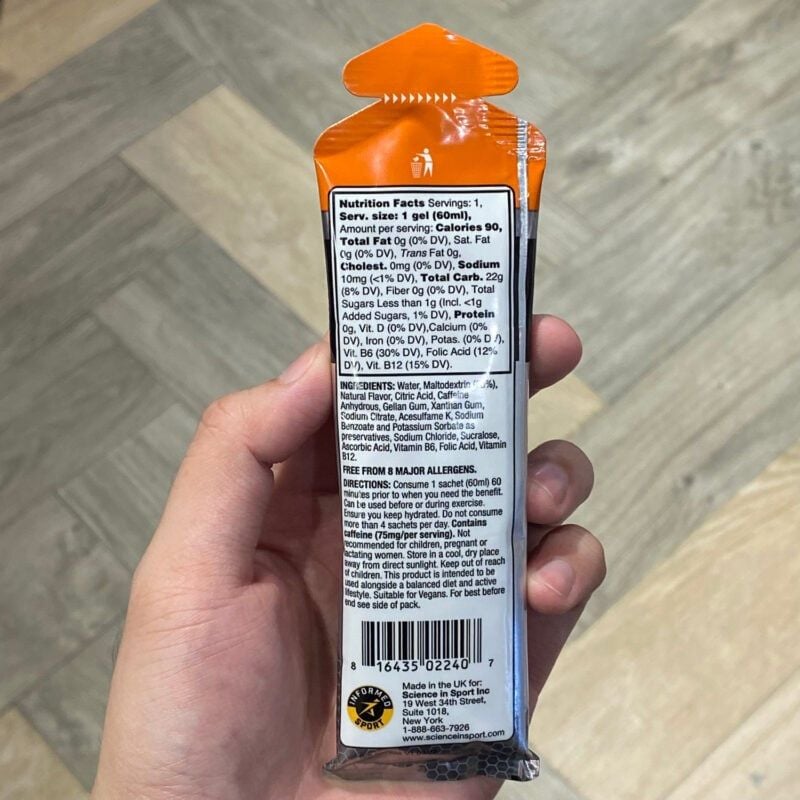 Nutrition Facts Servings: 1,
Serv. size: 1 gel (60ml),
Amount per serving: Calories 90,
Total Fat 0g (0% DV), Sat. Fat
0g (0% DV), Trans Fat 0g,
Cholest. 0mg (0% DV), Sodium
10mg (<1% DV), Total Carb. 22g
(8% DV), Fiber 0g (0% DV), Total
Sugars Less than 1g (Incl. <1g
Added Sugars, 1% DV), Protein
0g, Vit. D (0% DV),Calcium (0%
DV), Iron (0% DV), Potas. (0% DV),
Vit. B6 (30% DV), Folic Acid (12%
DV), Vit. B12 (15% DV).
INGREDIENTS: Water, Maltodextrin
Natural Flavor, Citric Acid, Caffeine
Anhydrous, Gellan Gum, Xanthan Gum,
Sodium Citrate, Acesulfame K, Sodium
Benzoate and Potassium Sorbate as
preservatives, Sodium Chloride, Sucralose,
Ascorbic Acid, Vitamin B6, Folic Acid, Vitamin
B12.
FREE FROM 8 MAJOR ALLERGENS.
DIRECTIONS: Consume 1 sachet (60ml) 60
minutes prior to when you need the benefit.
Can be used before or during exercise.
Ensure you keep hydrated. Do not consume
more than 4 sachets per day. Contains
caffeine (75mg/per serving). Not
recommended for children, pregnant or
lactating women. Store in a cool, dry place
away from direct sunlight. Keep out of reach
of children. This product is intended to be
used alongside a balanced diet and active
lifestyle. Suitable for Vegans. For best before
end see side of pack.
8 16435 02240 7
INFORMED
SPORT
Made in the UK for:
Science in Sport Inc
19 West 34th Street,
Suite 1018,
New York
1-888-663-7926
www.scienceinsport.com